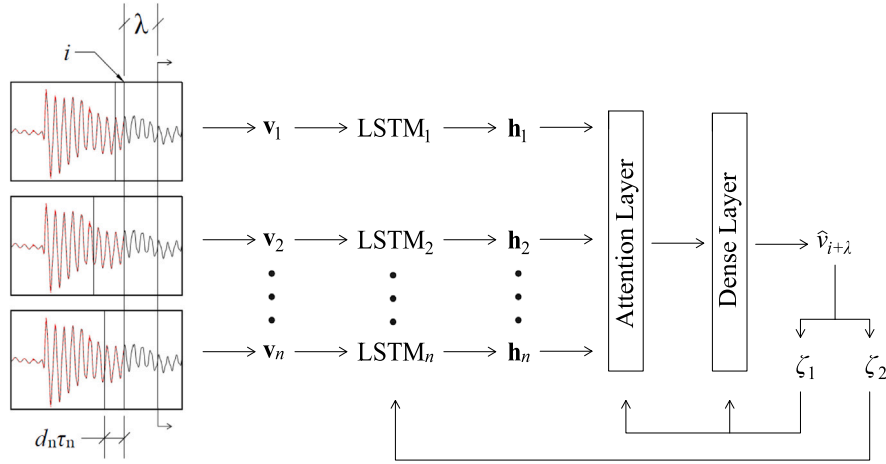 λ
i
v₁ LSTM₁ h₁
v₂ LSTM₂ h₂
vₙ LSTMₙ hₙ
Attention Layer
Dense Layer
v̂ᵢ₊λ
ζ₁ ζ₂
dₙτₙ